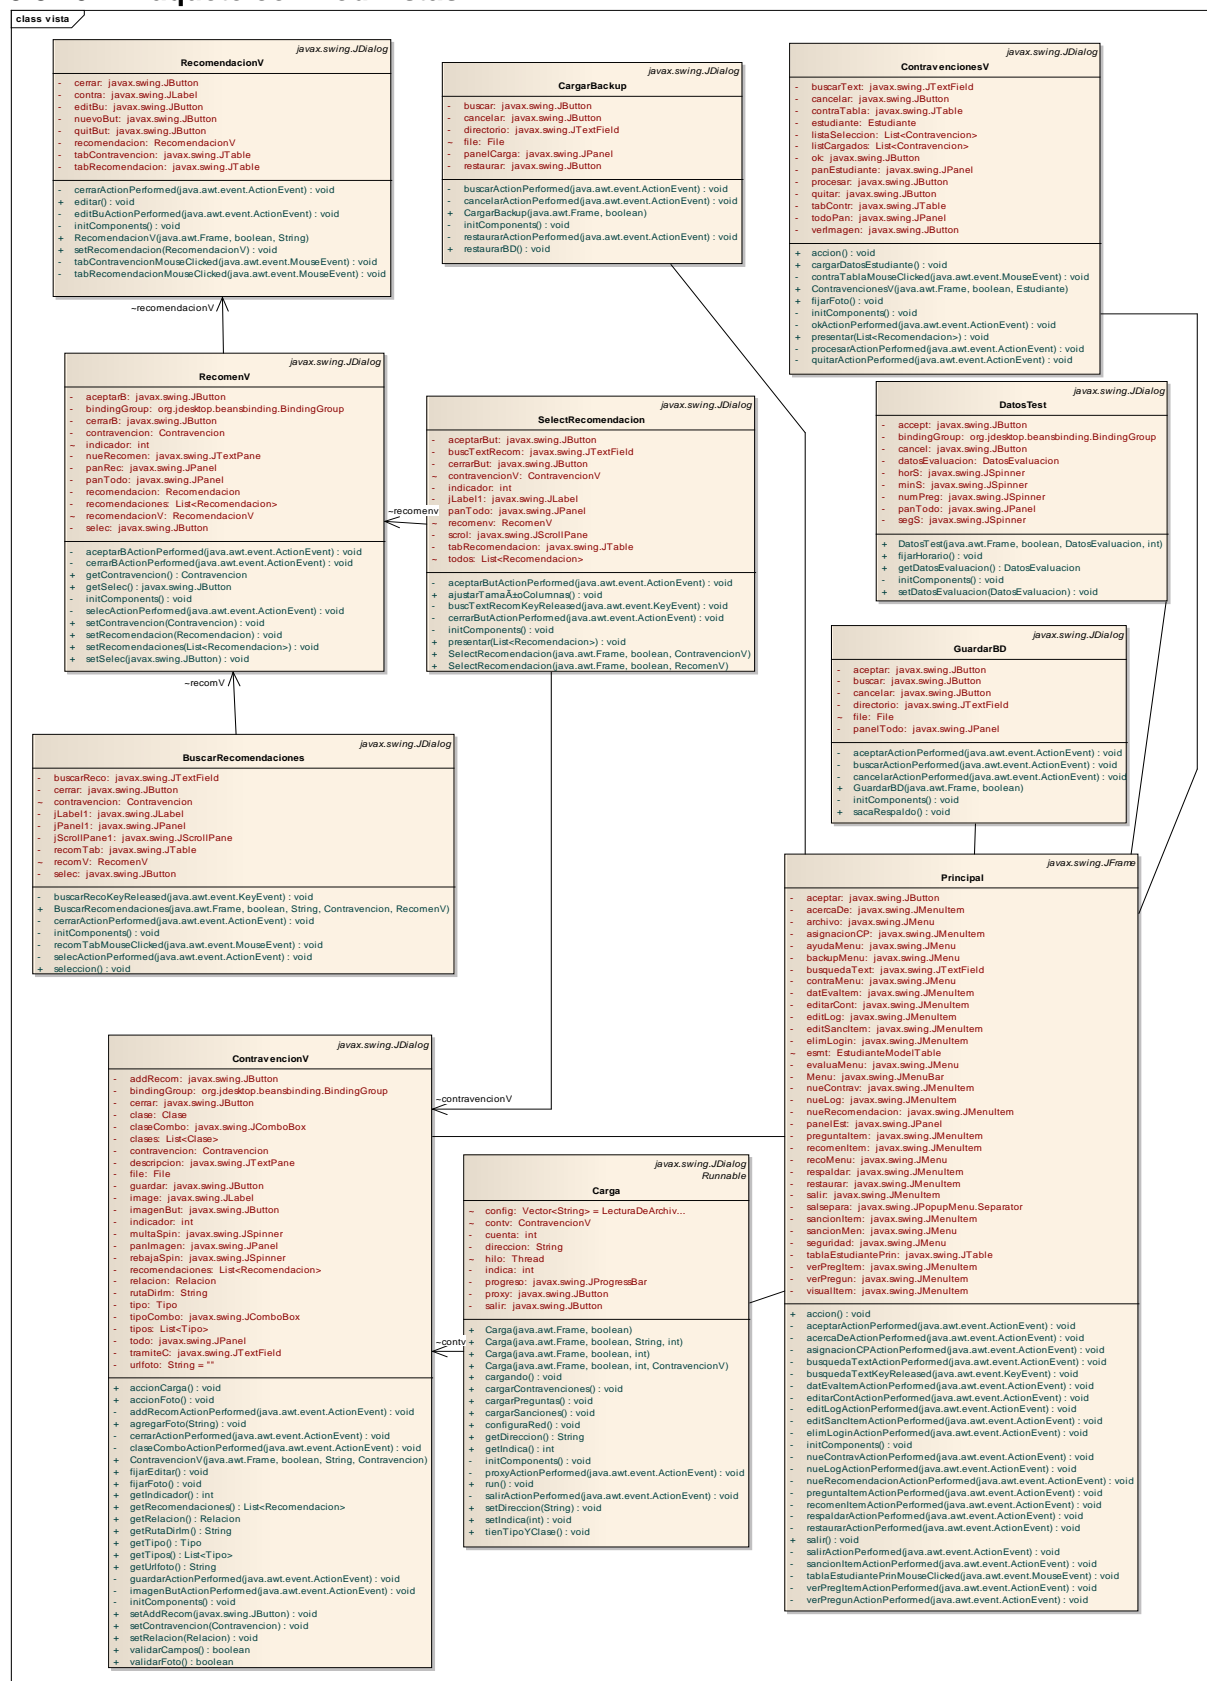 class vista
javax.swing.JDialog
RecomendacionV
- cerrar: javax.swing.JButton
- contra: javax.swing.JLabel
- editBu: javax.swing.JButton
- nuevoBut: javax.swing.JButton
- quitBut: javax.swing.JButton
- recomendacion: RecomendacionV
- tabContravencion: javax.swing.JTable
- tabRecomendacion: javax.swing.JTable
- cerrarActionPerformed(java.awt.event.ActionEvent) : void
+ editar() : void
- editBuActionPerformed(java.awt.event.ActionEvent) : void
- initComponents() : void
+ RecomendacionV(java.awt.Frame, boolean, String)
+ setRecomendacion(RecomendacionV) : void
- tabContravencionMouseClicked(java.awt.event.MouseEvent) : void
- tabRecomendacionMouseClicked(java.awt.event.MouseEvent) : void
~recomendacionV
javax.swing.JDialog
CargarBackup
- buscar: javax.swing.JButton
- cancelar: javax.swing.JButton
- directorio: javax.swing.JTextField
~ file: File
- panelCarga: javax.swing.JPanel
- restaurar: javax.swing.JButton
- buscarActionPerformed(java.awt.event.ActionEvent) : void
- cancelarActionPerformed(java.awt.event.ActionEvent) : void
+ CargarBackup(java.awt.Frame, boolean)
- initComponents() : void
- restaurarActionPerformed(java.awt.event.ActionEvent) : void
+ restaurarBD() : void
javax.swing.JDialog
ContravencionesV
- buscarText: javax.swing.JTextField
- cancelar: javax.swing.JButton
- contraTabla: javax.swing.JTable
- estudiante: Estudiante
- listaSeleccion: List<Contravencion>
- listCargados: List<Contravencion>
- ok: javax.swing.JButton
- panEstudiante: javax.swing.JPanel
- procesar: javax.swing.JButton
- quitar: javax.swing.JButton
- tabContr: javax.swing.JTable
- todoPan: javax.swing.JPanel
- verImagen: javax.swing.JButton
+ accion() : void
+ cargarDatosEstudiante() : void
- contraTablaMouseClicked(java.awt.event.MouseEvent) : void
+ ContravencionesV(java.awt.Frame, boolean, Estudiante)
+ fijarFoto() : void
- initComponents() : void
- okActionPerformed(java.awt.event.ActionEvent) : void
+ presentar(List<Recomendacion>) : void
- procesarActionPerformed(java.awt.event.ActionEvent) : void
- quitarActionPerformed(java.awt.event.ActionEvent) : void
javax.swing.JDialog
RecomenV
- aceptarB: javax.swing.JButton
- bindingGroup: org.jdesktop.beansbinding.BindingGroup
- cerrarB: javax.swing.JButton
- contravencion: Contravencion
~ indicador: int
- nueRecomen: javax.swing.JTextPane
- panRec: javax.swing.JPanel
- panTodo: javax.swing.JPanel
- recomendacion: Recomendacion
- recomendaciones: List<Recomendacion>
~ recomendacionV: RecomendacionV
- selec: javax.swing.JButton
- aceptarBActionPerformed(java.awt.event.ActionEvent) : void
- cerrarBActionPerformed(java.awt.event.ActionEvent) : void
+ getContravencion() : Contravencion
+ getSelec() : javax.swing.JButton
- initComponents() : void
- selecActionPerformed(java.awt.event.ActionEvent) : void
+ setContravencion(Contravencion) : void
+ setRecomendacion(Recomendacion) : void
+ setRecomendaciones(List<Recomendacion>) : void
+ setSelec(javax.swing.JButton) : void
~recomenv
~recomV
javax.swing.JDialog
SelectRecomendacion
- aceptarBut: javax.swing.JButton
- buscTextRecom: javax.swing.JTextField
- cerrarBut: javax.swing.JButton
~ contravencionV: ContravencionV
- indicador: int
- jLabel1: javax.swing.JLabel
- panTodo: javax.swing.JPanel
~ recomenv: RecomenV
- scrol: javax.swing.JScrollPane
- tabRecomendacion: javax.swing.JTable
~ todos: List<Recomendacion>
- aceptarButActionPerformed(java.awt.event.ActionEvent) : void
+ ajustarTamaÃ±oColumnas() : void
- buscTextRecomKeyReleased(java.awt.event.KeyEvent) : void
- cerrarButActionPerformed(java.awt.event.ActionEvent) : void
- initComponents() : void
+ presentar(List<Recomendacion>) : void
+ SelectRecomendacion(java.awt.Frame, boolean, ContravencionV)
+ SelectRecomendacion(java.awt.Frame, boolean, RecomenV)
javax.swing.JDialog
DatosTest
- accept: javax.swing.JButton
- bindingGroup: org.jdesktop.beansbinding.BindingGroup
- cancel: javax.swing.JButton
- datosEvaluacion: DatosEvaluacion
- horS: javax.swing.JSpinner
- minS: javax.swing.JSpinner
- numPreg: javax.swing.JSpinner
- panTodo: javax.swing.JPanel
- segS: javax.swing.JSpinner
+ DatosTest(java.awt.Frame, boolean, DatosEvaluacion, int)
+ fijarHorario() : void
+ getDatosEvaluacion() : DatosEvaluacion
- initComponents() : void
+ setDatosEvaluacion(DatosEvaluacion) : void
javax.swing.JDialog
GuardarBD
- aceptar: javax.swing.JButton
- buscar: javax.swing.JButton
- cancelar: javax.swing.JButton
- directorio: javax.swing.JTextField
~ file: File
- panelTodo: javax.swing.JPanel
- aceptarActionPerformed(java.awt.event.ActionEvent) : void
- buscarActionPerformed(java.awt.event.ActionEvent) : void
- cancelarActionPerformed(java.awt.event.ActionEvent) : void
+ GuardarBD(java.awt.Frame, boolean)
- initComponents() : void
+ sacaRespaldo() : void
javax.swing.JDialog
BuscarRecomendaciones
- buscarReco: javax.swing.JTextField
- cerrar: javax.swing.JButton
~ contravencion: Contravencion
- jLabel1: javax.swing.JLabel
- jPanel1: javax.swing.JPanel
- jScrollPane1: javax.swing.JScrollPane
- recomTab: javax.swing.JTable
~ recomV: RecomenV
- selec: javax.swing.JButton
- buscarRecoKeyReleased(java.awt.event.KeyEvent) : void
+ BuscarRecomendaciones(java.awt.Frame, boolean, String, Contravencion, RecomenV)
- cerrarActionPerformed(java.awt.event.ActionEvent) : void
- initComponents() : void
- recomTabMouseClicked(java.awt.event.MouseEvent) : void
- selecActionPerformed(java.awt.event.ActionEvent) : void
+ seleccion() : void
javax.swing.JFrame
Principal
- aceptar: javax.swing.JButton
- acercaDe: javax.swing.JMenuItem
- archivo: javax.swing.JMenu
- asignacionCP: javax.swing.JMenuItem
- ayudaMenu: javax.swing.JMenu
- backupMenu: javax.swing.JMenu
- busquedaText: javax.swing.JTextField
- contraMenu: javax.swing.JMenu
- datEvaItem: javax.swing.JMenuItem
- editarCont: javax.swing.JMenuItem
- editLog: javax.swing.JMenuItem
- editSancItem: javax.swing.JMenuItem
- elimLogin: javax.swing.JMenuItem
~ esmt: EstudianteModelTable
- evaluaMenu: javax.swing.JMenu
- Menu: javax.swing.JMenuBar
- nueContrav: javax.swing.JMenuItem
- nueLog: javax.swing.JMenuItem
- nueRecomendacion: javax.swing.JMenuItem
- panelEst: javax.swing.JPanel
- preguntaItem: javax.swing.JMenuItem
- recomenItem: javax.swing.JMenuItem
- recoMenu: javax.swing.JMenu
- respaldar: javax.swing.JMenuItem
- restaurar: javax.swing.JMenuItem
- salir: javax.swing.JMenuItem
- salsepara: javax.swing.JPopupMenu.Separator
- sancionItem: javax.swing.JMenuItem
- sancionMen: javax.swing.JMenu
- seguridad: javax.swing.JMenu
- tablaEstudiantePrin: javax.swing.JTable
- verPregItem: javax.swing.JMenuItem
- verPregun: javax.swing.JMenuItem
- visualItem: javax.swing.JMenuItem
+ accion() : void
- aceptarActionPerformed(java.awt.event.ActionEvent) : void
- acercaDeActionPerformed(java.awt.event.ActionEvent) : void
- asignacionCPActionPerformed(java.awt.event.ActionEvent) : void
- busquedaTextActionPerformed(java.awt.event.ActionEvent) : void
- busquedaTextKeyReleased(java.awt.event.KeyEvent) : void
- datEvaItemActionPerformed(java.awt.event.ActionEvent) : void
- editarContActionPerformed(java.awt.event.ActionEvent) : void
- editLogActionPerformed(java.awt.event.ActionEvent) : void
- editSancItemActionPerformed(java.awt.event.ActionEvent) : void
- elimLoginActionPerformed(java.awt.event.ActionEvent) : void
- initComponents() : void
- nueContravActionPerformed(java.awt.event.ActionEvent) : void
- nueLogActionPerformed(java.awt.event.ActionEvent) : void
- nueRecomendacionActionPerformed(java.awt.event.ActionEvent) : void
- preguntaItemActionPerformed(java.awt.event.ActionEvent) : void
- recomenItemActionPerformed(java.awt.event.ActionEvent) : void
- respaldarActionPerformed(java.awt.event.ActionEvent) : void
- restaurarActionPerformed(java.awt.event.ActionEvent) : void
+ salir() : void
- salirActionPerformed(java.awt.event.ActionEvent) : void
- sancionItemActionPerformed(java.awt.event.ActionEvent) : void
- tablaEstudiantePrinMouseClicked(java.awt.event.MouseEvent) : void
- verPregItemActionPerformed(java.awt.event.ActionEvent) : void
- verPregunActionPerformed(java.awt.event.ActionEvent) : void
javax.swing.JDialog
ContravencionV
- addRecom: javax.swing.JButton
- bindingGroup: org.jdesktop.beansbinding.BindingGroup
- cerrar: javax.swing.JButton
- clase: Clase
- claseCombo: javax.swing.JComboBox
- clases: List<Clase>
- contravencion: Contravencion
- descripcion: javax.swing.JTextPane
- file: File
- guardar: javax.swing.JButton
- image: javax.swing.JLabel
- imagenBut: javax.swing.JButton
- indicador: int
- multaSpin: javax.swing.JSpinner
- panImagen: javax.swing.JPanel
- rebajaSpin: javax.swing.JSpinner
- recomendaciones: List<Recomendacion>
- relacion: Relacion
- rutaDirIm: String
- tipo: Tipo
- tipoCombo: javax.swing.JComboBox
- tipos: List<Tipo>
- todo: javax.swing.JPanel
- tramiteC: javax.swing.JTextField
- urlfoto: String = ""
+ accionCarga() : void
+ accionFoto() : void
- addRecomActionPerformed(java.awt.event.ActionEvent) : void
+ agregarFoto(String) : void
- cerrarActionPerformed(java.awt.event.ActionEvent) : void
- claseComboActionPerformed(java.awt.event.ActionEvent) : void
+ ContravencionV(java.awt.Frame, boolean, String, Contravencion)
+ fijarEditar() : void
+ fijarFoto() : void
+ getIndicador() : int
+ getRecomendaciones() : List<Recomendacion>
+ getRelacion() : Relacion
+ getRutaDirIm() : String
+ getTipo() : Tipo
+ getTipos() : List<Tipo>
+ getUrlfoto() : String
- guardarActionPerformed(java.awt.event.ActionEvent) : void
- imagenButActionPerformed(java.awt.event.ActionEvent) : void
- initComponents() : void
+ setAddRecom(javax.swing.JButton) : void
+ setContravencion(Contravencion) : void
+ setRelacion(Relacion) : void
+ validarCampos() : boolean
+ validarFoto() : boolean
~contravencionV
~contv
javax.swing.JDialog
Runnable
Carga
~ config: Vector<String> = LecturaDeArchiv...
~ contv: ContravencionV
- cuenta: int
- direccion: String
~ hilo: Thread
- indica: int
- progreso: javax.swing.JProgressBar
- proxy: javax.swing.JButton
- salir: javax.swing.JButton
+ Carga(java.awt.Frame, boolean)
+ Carga(java.awt.Frame, boolean, String, int)
+ Carga(java.awt.Frame, boolean, int)
+ Carga(java.awt.Frame, boolean, int, ContravencionV)
+ cargando() : void
+ cargarContravenciones() : void
+ cargarPreguntas() : void
+ cargarSanciones() : void
+ configuraRed() : void
+ getDireccion() : String
+ getIndica() : int
- initComponents() : void
- proxyActionPerformed(java.awt.event.ActionEvent) : void
+ run() : void
- salirActionPerformed(java.awt.event.ActionEvent) : void
+ setDireccion(String) : void
+ setIndica(int) : void
+ tienTipoYClase() : void